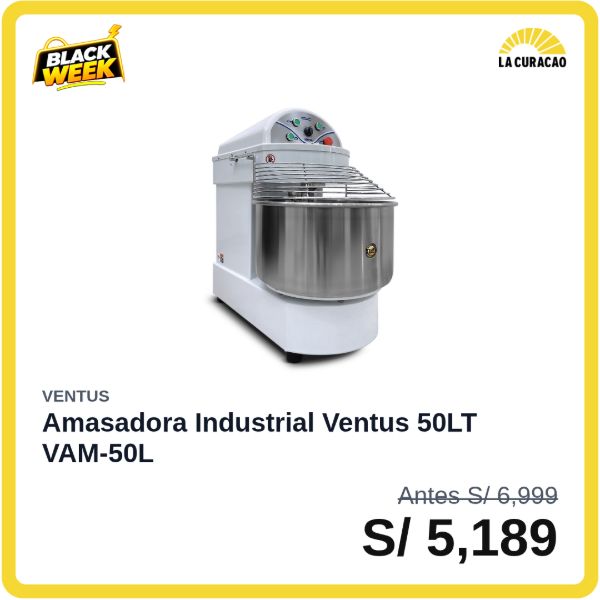 BLACK
WEEK
LA CURACAO
VENTUS
Amasadora Industrial Ventus 50LT
VAM-50L
Antes S/ 6,999
S/ 5,189